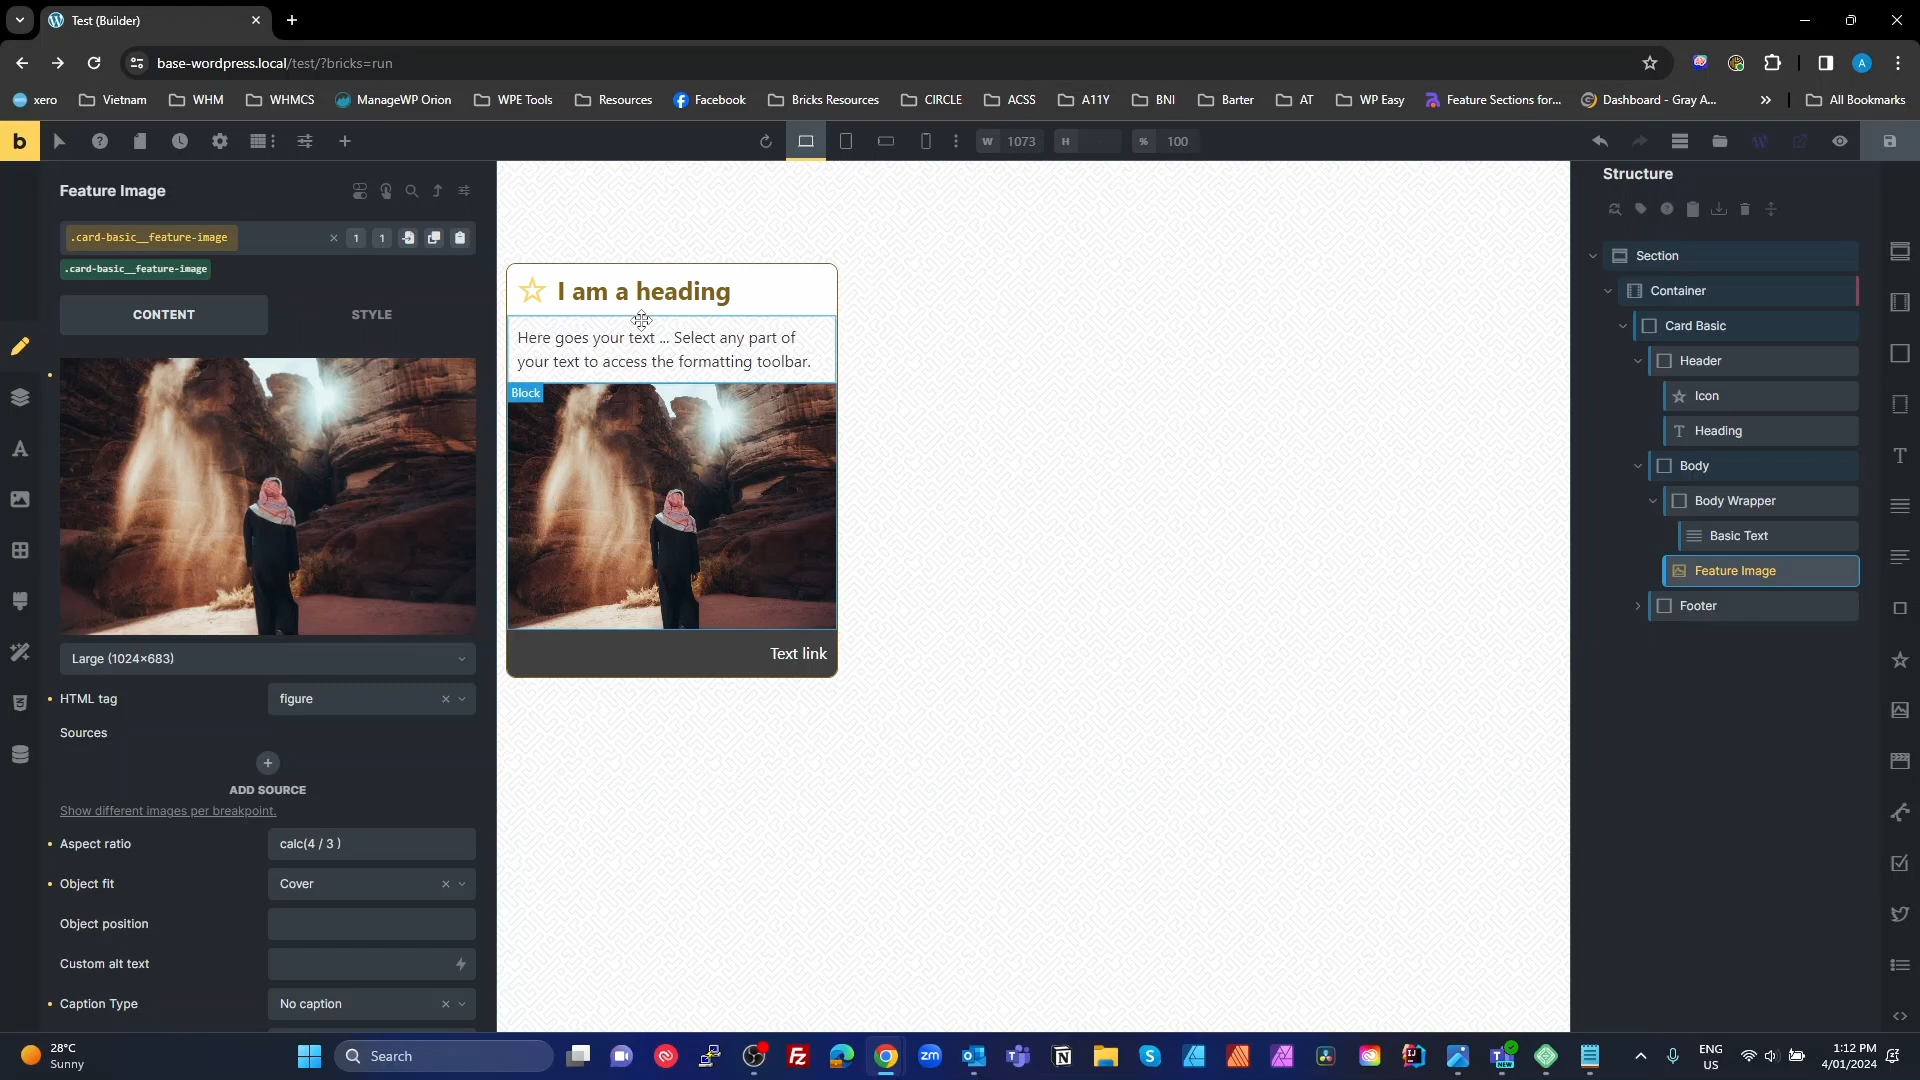 Test (Builder)
base-wordpress.local/test/?bricks=run
xero
Vietnam
WHM
WHMCS
ManageWP Orion
WPE Tools
Resources
Facebook
Bricks Resources
CIRCLE
ACSS
A11Y
BNI
Barter
AT
WP Easy
Feature Sections for...
Dashboard - Gray A...
All Bookmarks
A
b
W 1073
H
% 100
Feature Image
.card-basic__feature-image
1
1
.card-basic__feature-image
CONTENT
STYLE
Large (1024×683)
HTML tag
figure
Sources
ADD SOURCE
Show different images per breakpoint.
Aspect ratio
calc(4 / 3 )
Object fit
Cover
Object position
Custom alt text
Caption Type
No caption
I am a heading
Here goes your text ... Select any part of
your text to access the formatting toolbar.
Block
Text link
Structure
Section
Container
Card Basic
Header
Icon
Heading
Body
Body Wrapper
Basic Text
Feature Image
Footer
28°C
Sunny
Search
ENG
US
1:12 PM
4/01/2024